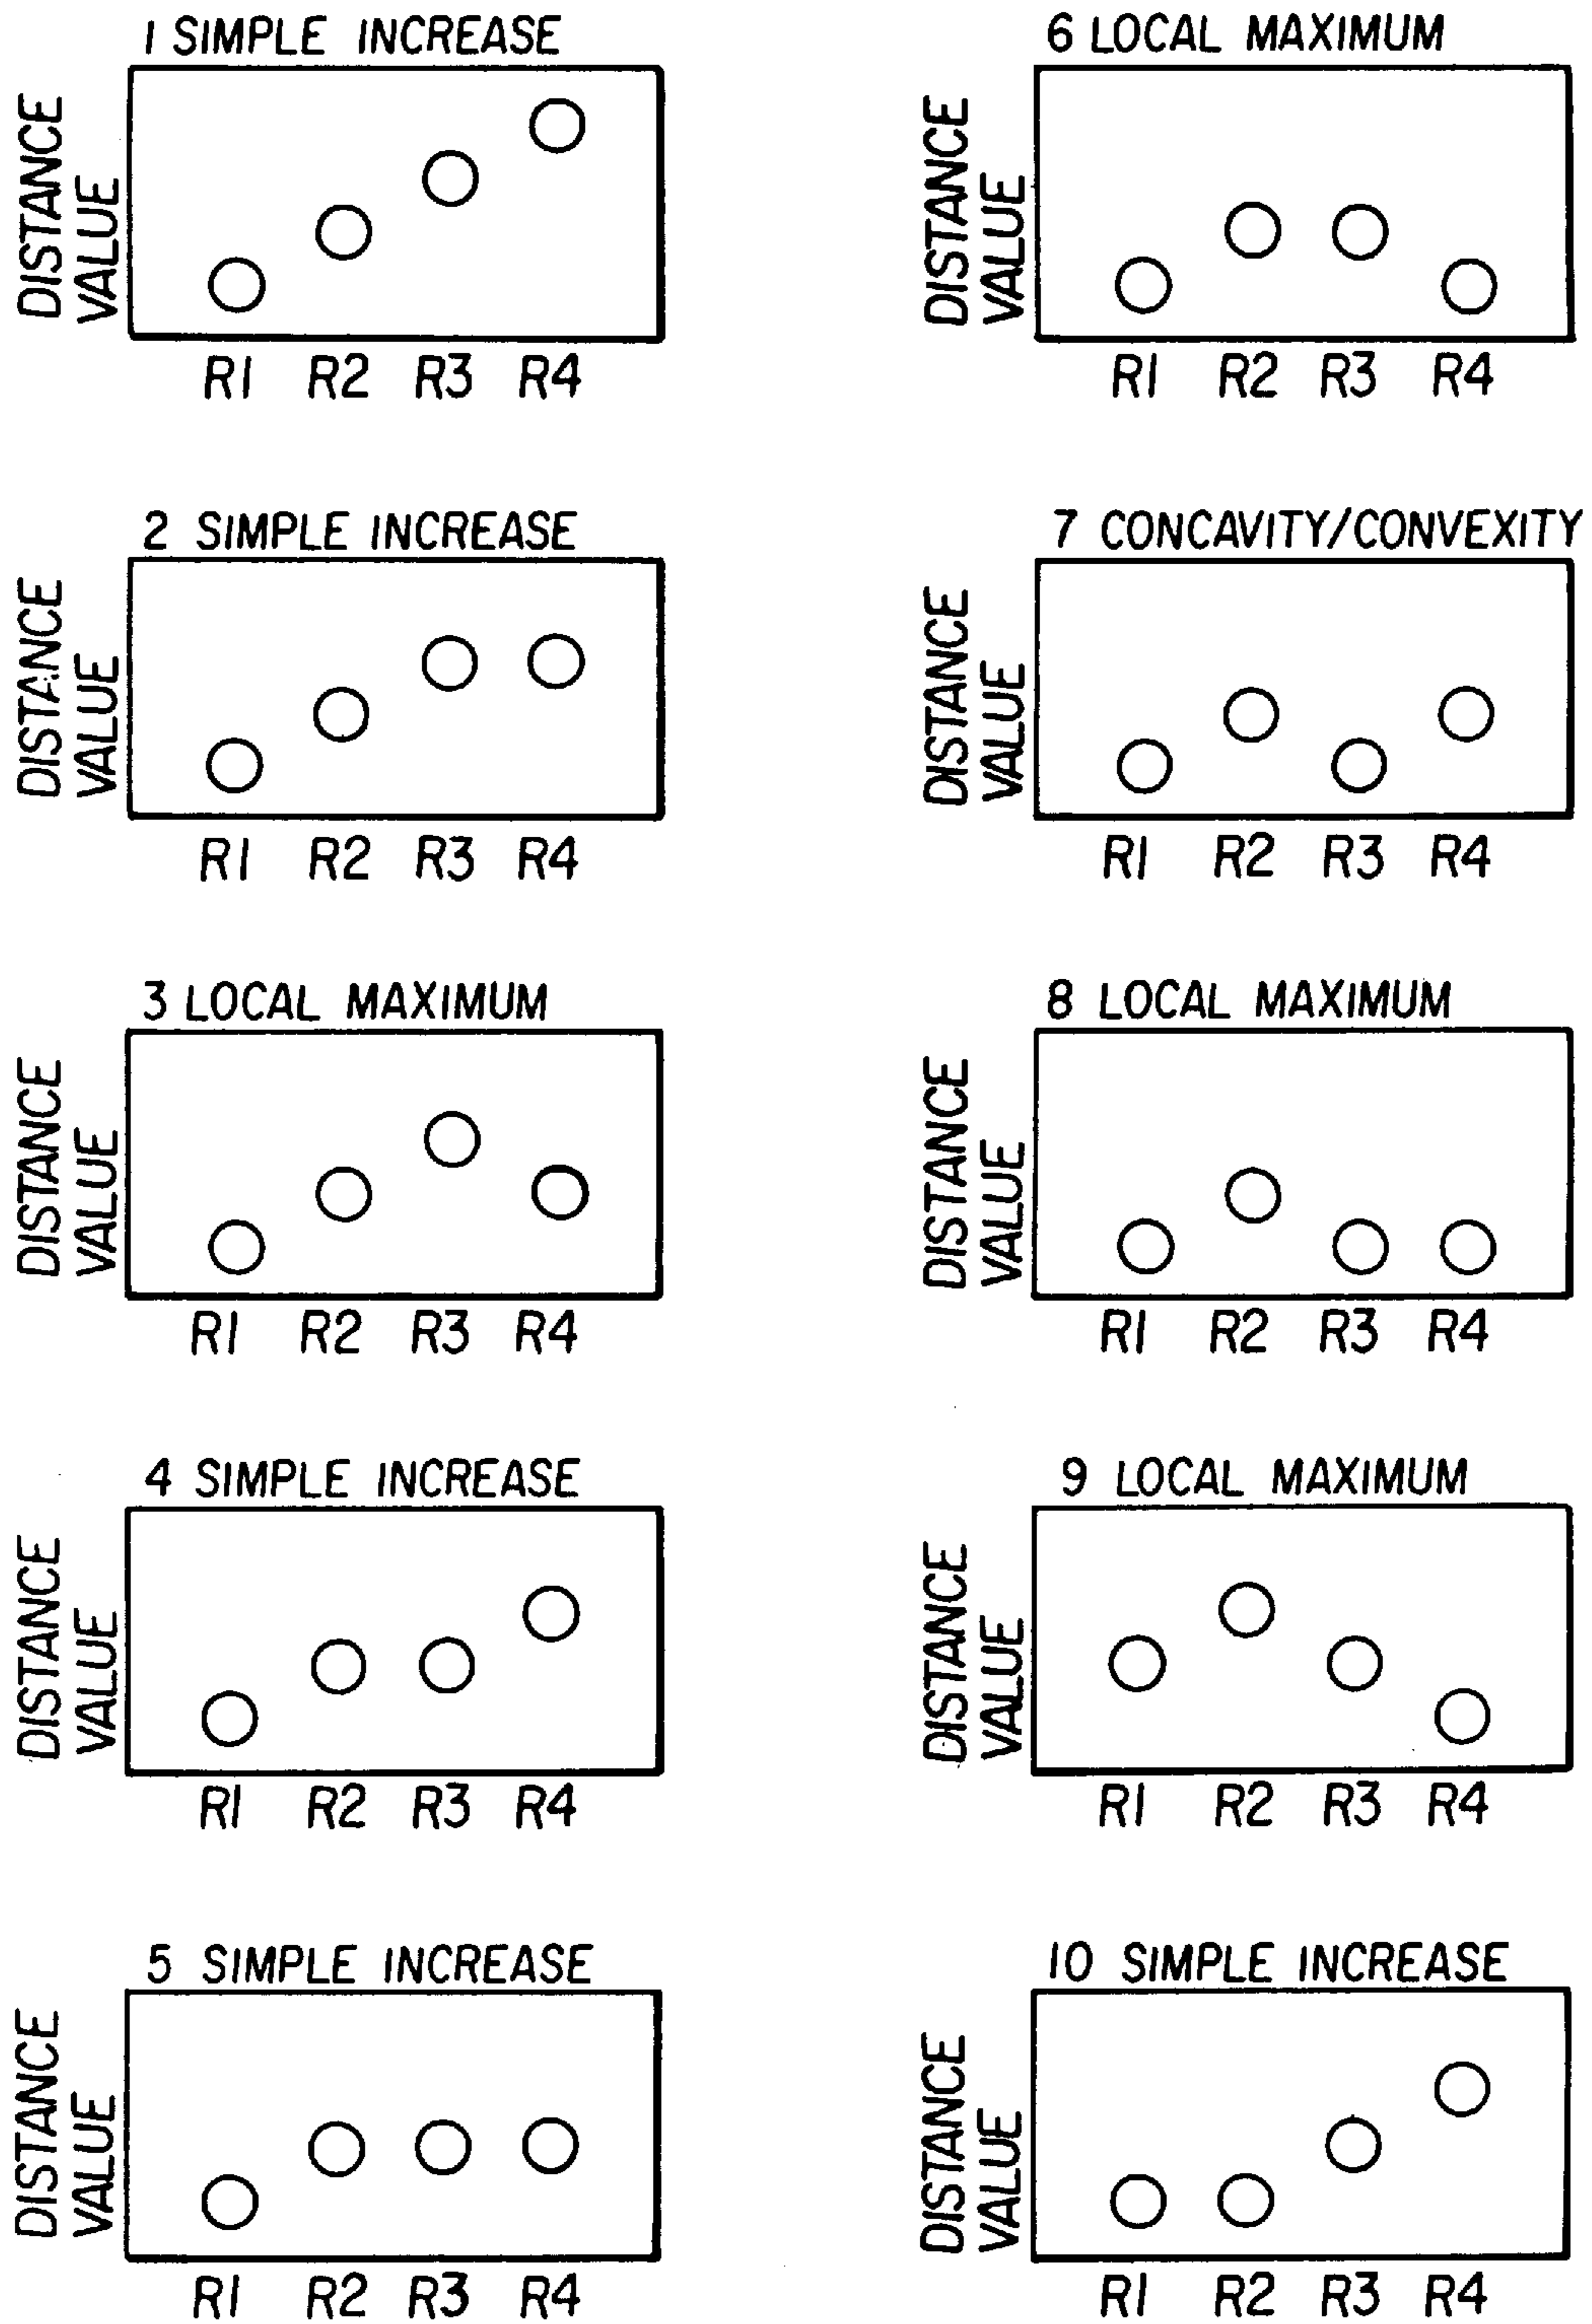 1 SIMPLE INCREASE
DISTANCE
VALUE
R1 R2 R3 R4
2 SIMPLE INCREASE
DISTANCE
VALUE
R1 R2 R3 R4
3 LOCAL MAXIMUM
DISTANCE
VALUE
R1 R2 R3 R4
4 SIMPLE INCREASE
DISTANCE
VALUE
R1 R2 R3 R4
5 SIMPLE INCREASE
DISTANCE
VALUE
R1 R2 R3 R4
6 LOCAL MAXIMUM
DISTANCE
VALUE
R1 R2 R3 R4
7 CONCAVITY/CONVEXITY
DISTANCE
VALUE
R1 R2 R3 R4
8 LOCAL MAXIMUM
DISTANCE
VALUE
R1 R2 R3 R4
9 LOCAL MAXIMUM
DISTANCE
VALUE
R1 R2 R3 R4
10 SIMPLE INCREASE
DISTANCE
VALUE
R1 R2 R3 R4